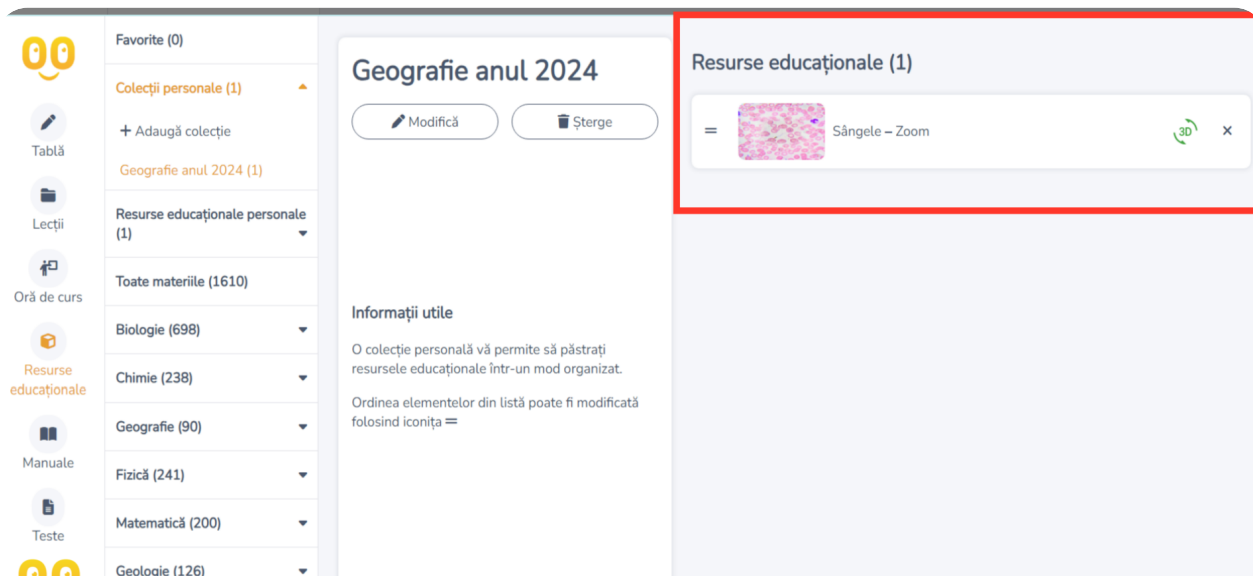 Tablă
Lecții
Oră de curs
Resurse
educaționale
Manuale
Teste
Favorite (0)
Colecții personale (1)
+ Adaugă colecție
Geografie anul 2024 (1)
Resurse educaționale personale
(1)
Toate materiile (1610)
Biologie (698)
Chimie (238)
Geografie (90)
Fizică (241)
Matematică (200)
Geologie (126)
Geografie anul 2024
Modifică
Șterge
Informații utile
O colecție personală vă permite să păstrați
resursele educaționale într-un mod organizat.
Ordinea elementelor din listă poate fi modificată
folosind iconița =
Resurse educaționale (1)
Sângele – Zoom
3D